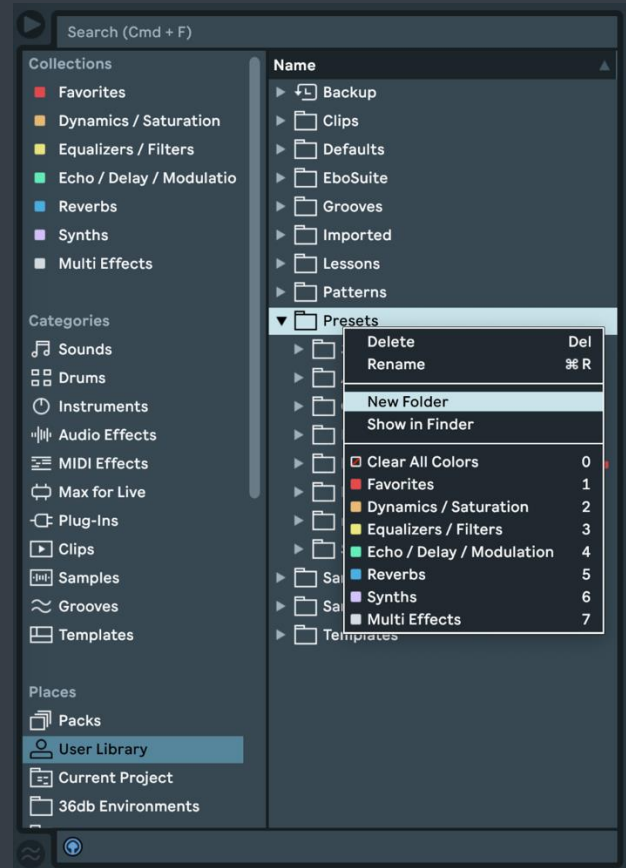 Search (Cmd + F)
Collections
Favorites
Dynamics / Saturation
Equalizers / Filters
Echo / Delay / Modulatio
Reverbs
Synths
Multi Effects
Categories
Sounds
Drums
Instruments
Audio Effects
MIDI Effects
Max for Live
Plug-Ins
Clips
Samples
Grooves
Templates
Places
Packs
User Library
Current Project
36db Environments
Name
Backup
Clips
Defaults
EboSuite
Grooves
Imported
Lessons
Patterns
Presets
Delete Del
Rename ⌘ R
New Folder
Show in Finder
Clear All Colors 0
Favorites 1
Dynamics / Saturation 2
Equalizers / Filters 3
Echo / Delay / Modulation 4
Reverbs 5
Synths 6
Multi Effects 7
Templates